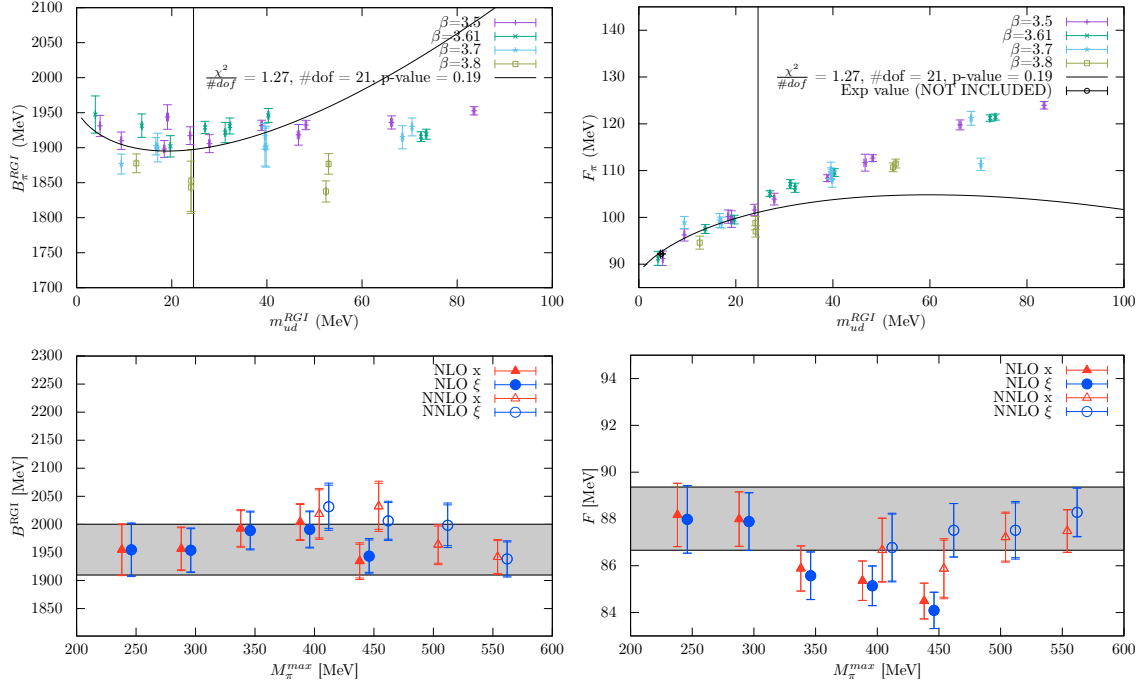 2100
2050
2000
1950
1900
1850
1800
1750
1700
B_π^{RGI} (MeV)
0 20 40 60 80 100
m_{ud}^{RGI} (MeV)
β=3.5
β=3.61
β=3.7
β=3.8
χ²/#dof = 1.27, #dof = 21, p-value = 0.19
140
130
120
110
100
90
F_π (MeV)
0 20 40 60 80 100
m_{ud}^{RGI} (MeV)
β=3.5
β=3.61
β=3.7
β=3.8
χ²/#dof = 1.27, #dof = 21, p-value = 0.19
Exp value (NOT INCLUDED)
2300
2250
2200
2150
2100
2050
2000
1950
1900
1850
1800
B^{RGI} [MeV]
200 250 300 350 400 450 500 550 600
M_π^{max} [MeV]
NLO x
NLO ξ
NNLO x
NNLO ξ
94
92
90
88
86
84
F [MeV]
200 250 300 350 400 450 500 550 600
M_π^{max} [MeV]
NLO x
NLO ξ
NNLO x
NNLO ξ